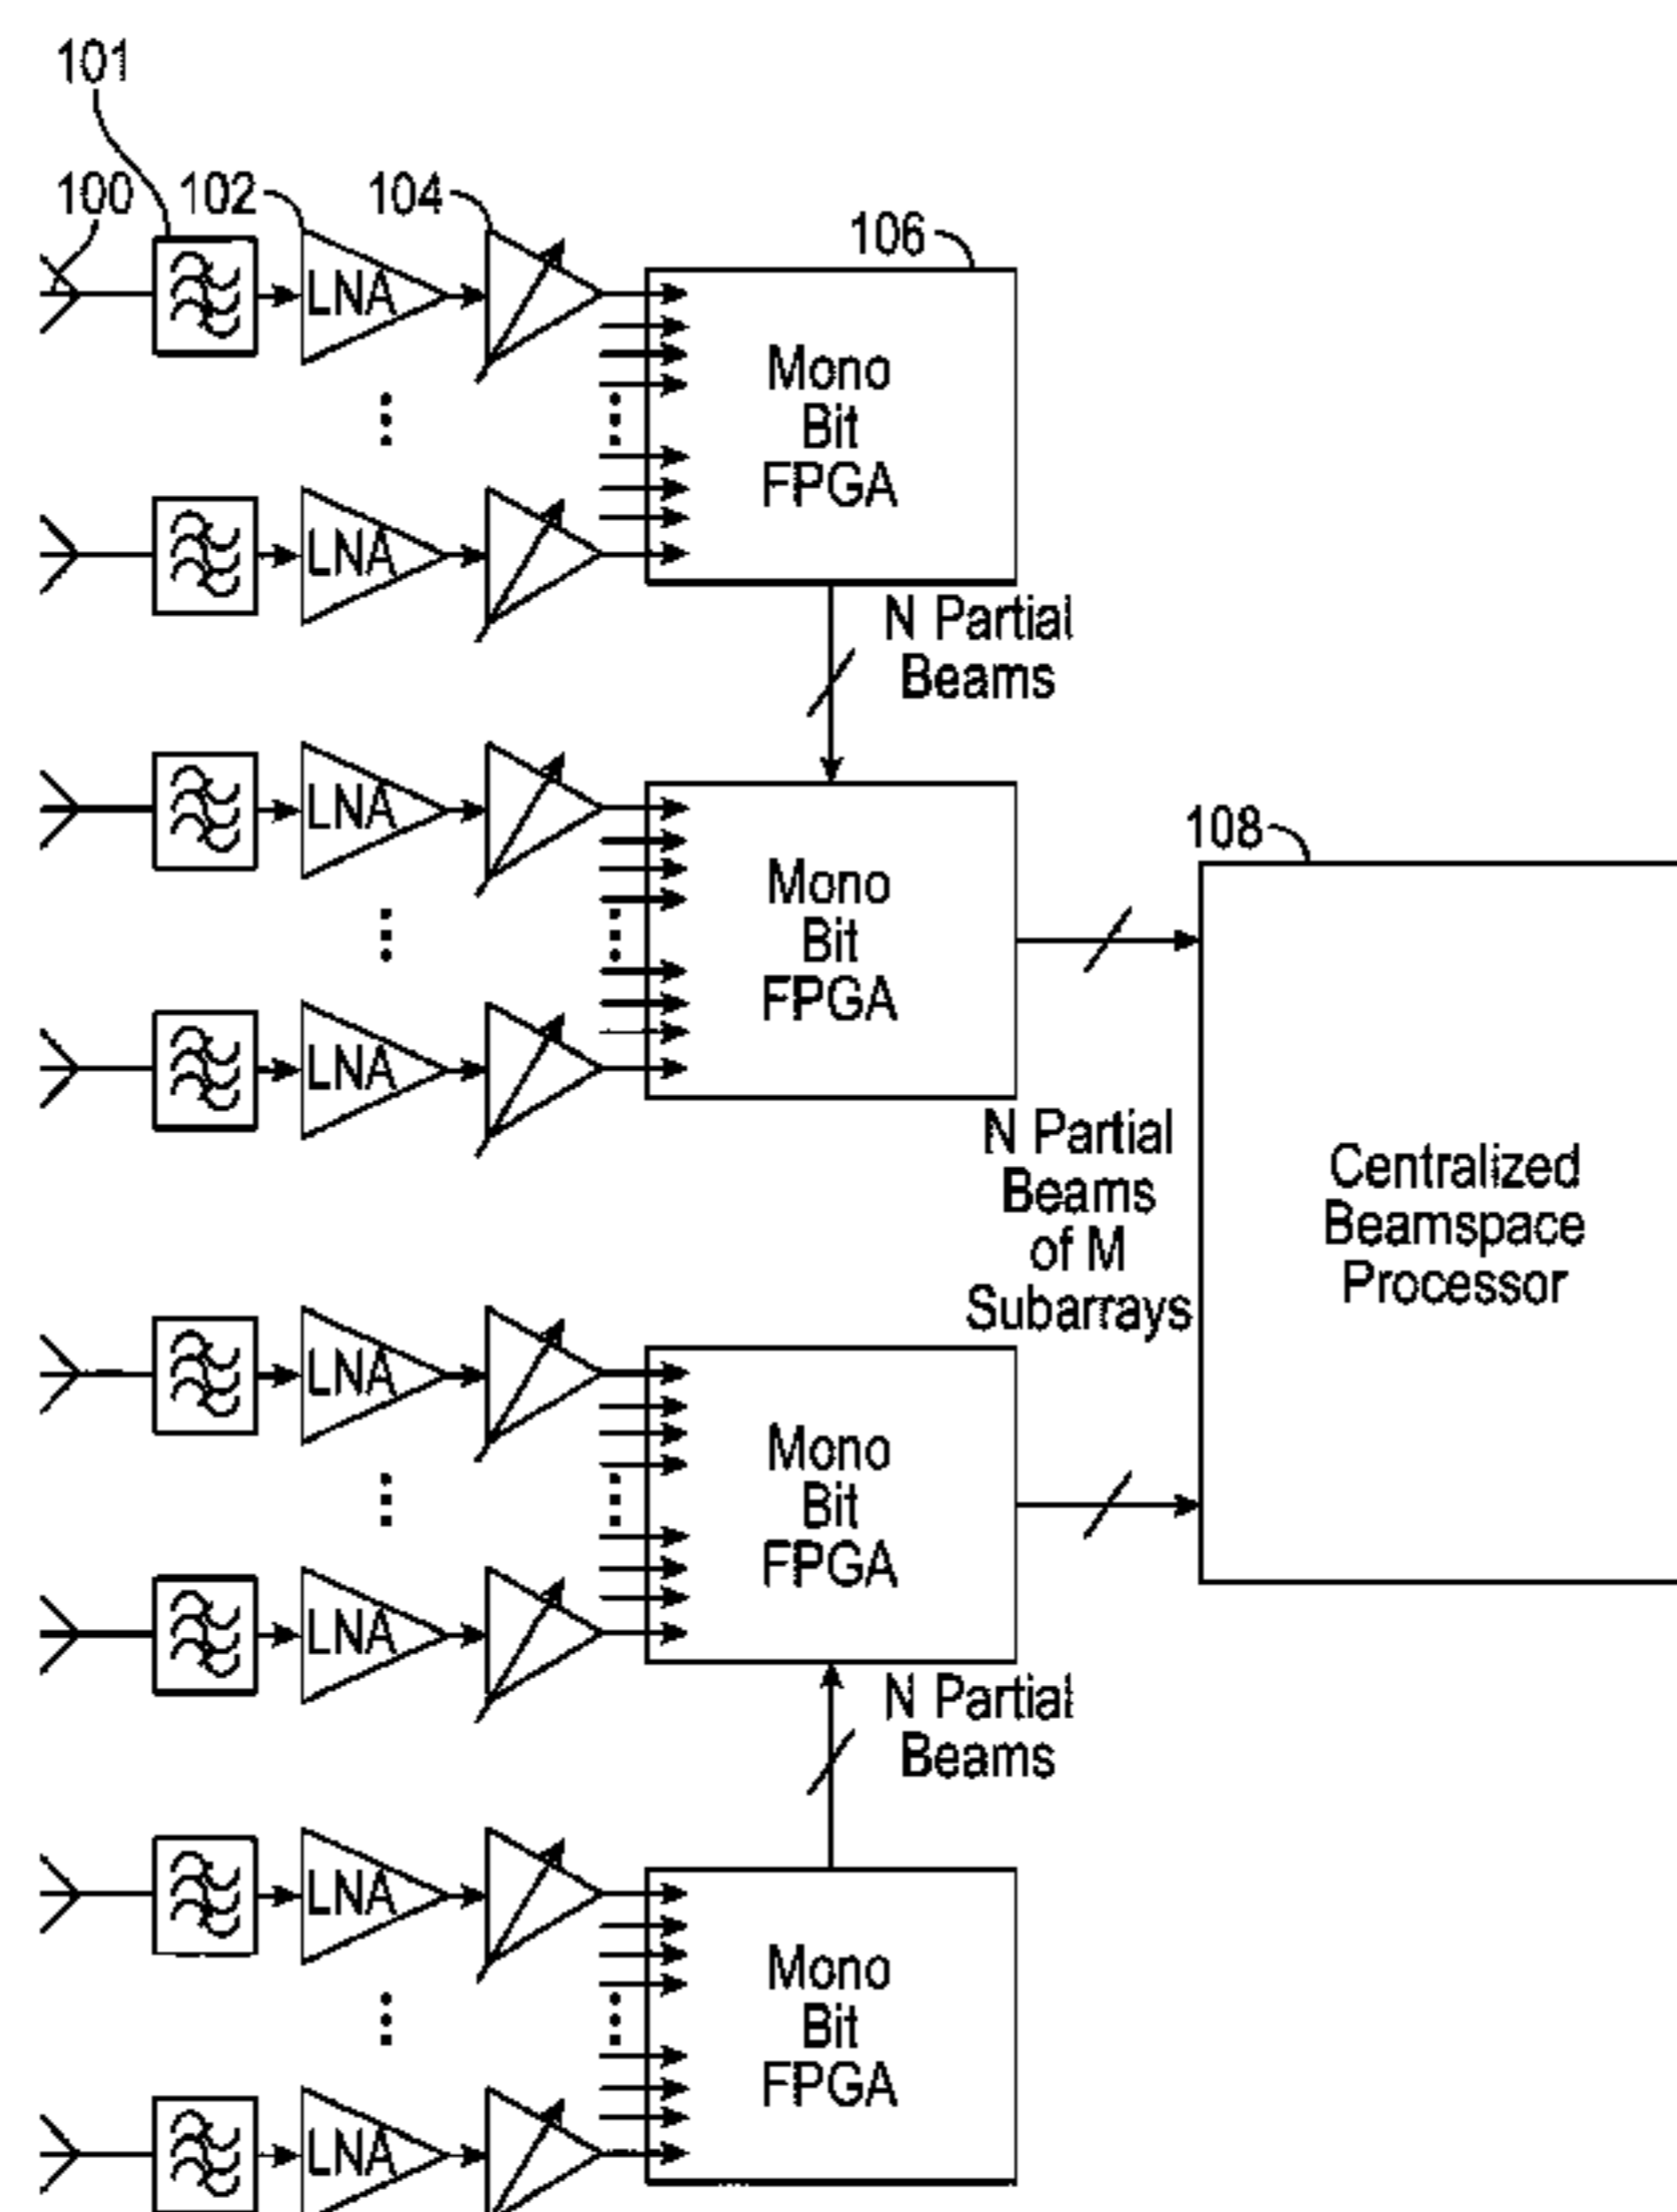 101
100
102
104
106
LNA
Mono
Bit
FPGA
LNA
N Partial
Beams
LNA
Mono
Bit
FPGA
108
LNA
N Partial
Beams
of M
Subarrays
Centralized
Beamspace
Processor
LNA
Mono
Bit
FPGA
LNA
N Partial
Beams
LNA
Mono
Bit
FPGA
LNA